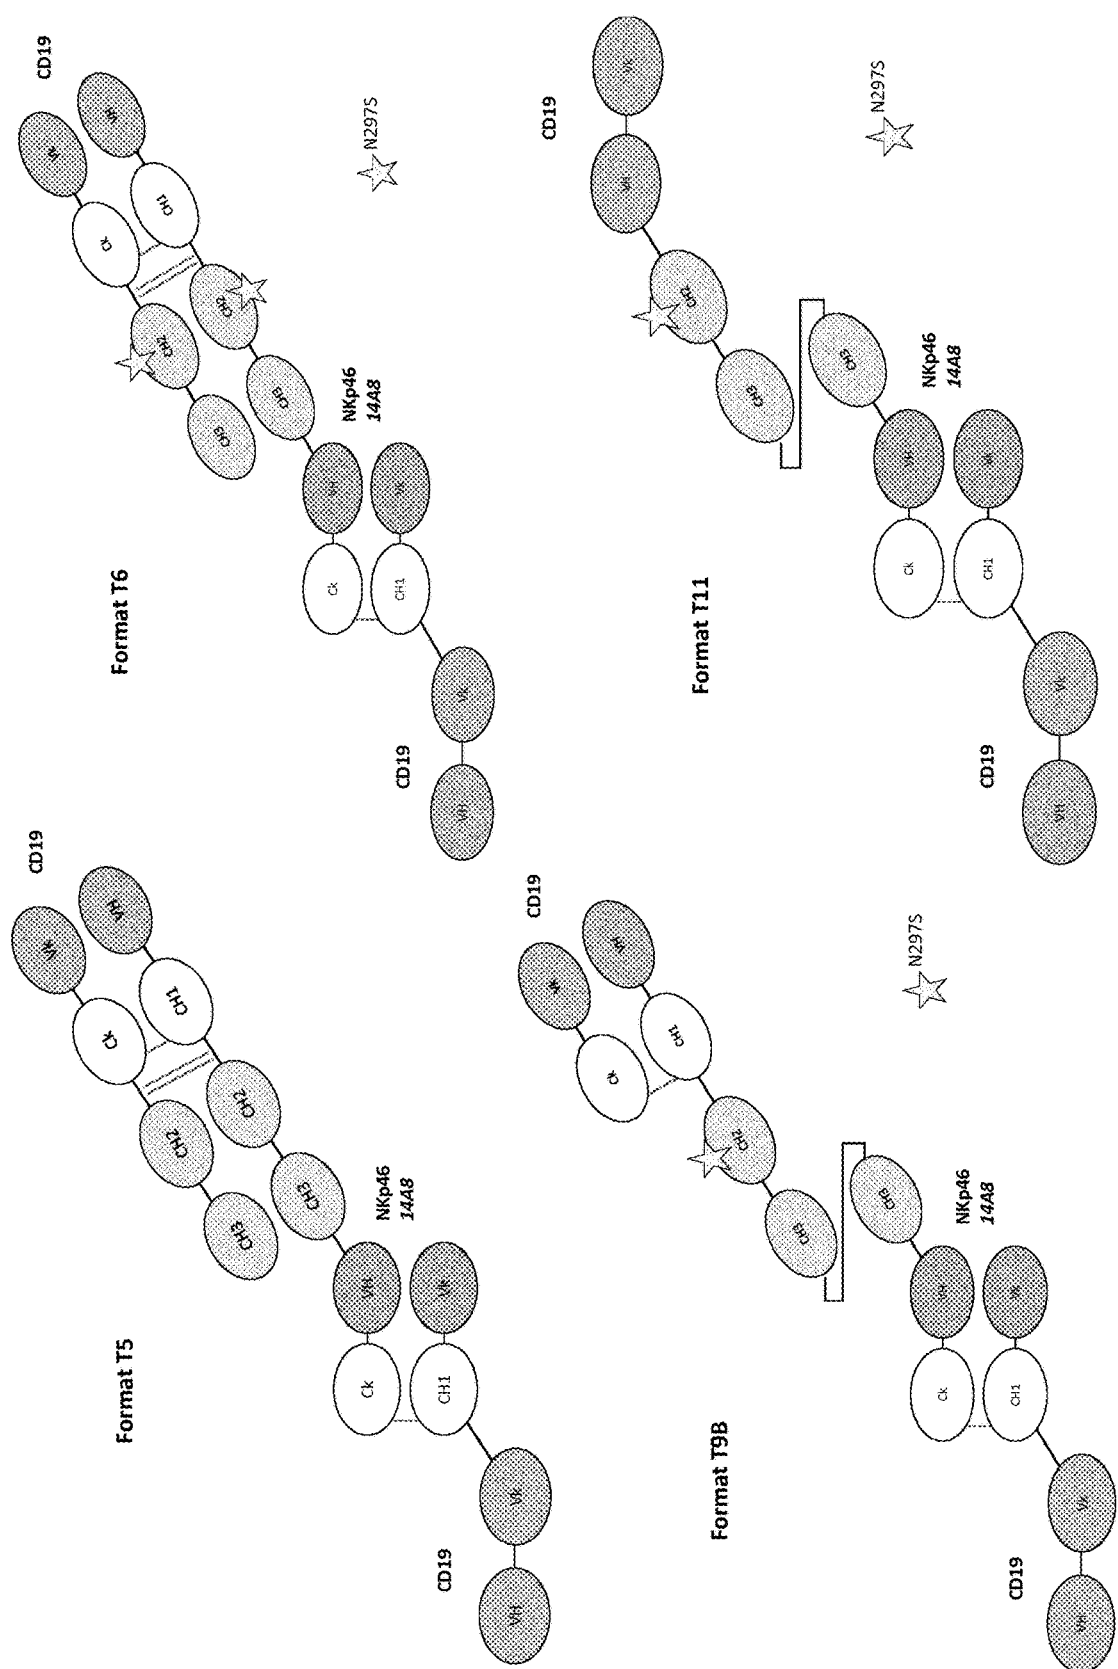 Format T5
CD19
Vk
VH
Ck
CH1
CH2
CH2
CH3
CH3
NKp46
14A8
VH
Vk
Ck
CH1
CD19
VH
Vk
Format T6
CD19
Vk
VH
Ck
CH1
CH2
CH2
CH3
CH3
N297S
NKp46
14A8
VH
Vk
Ck
CH1
CD19
VH
Vk
Format T9B
CD19
Vk
VH
Ck
CH1
CH2
CH3
CH3
N297S
NKp46
14A8
VH
Vk
Ck
CH1
CD19
VH
Vk
Format T11
CD19
VH
Vk
CH2
CH3
CH3
N297S
NKp46
14A8
VH
Vk
Ck
CH1
CD19
VH
Vk